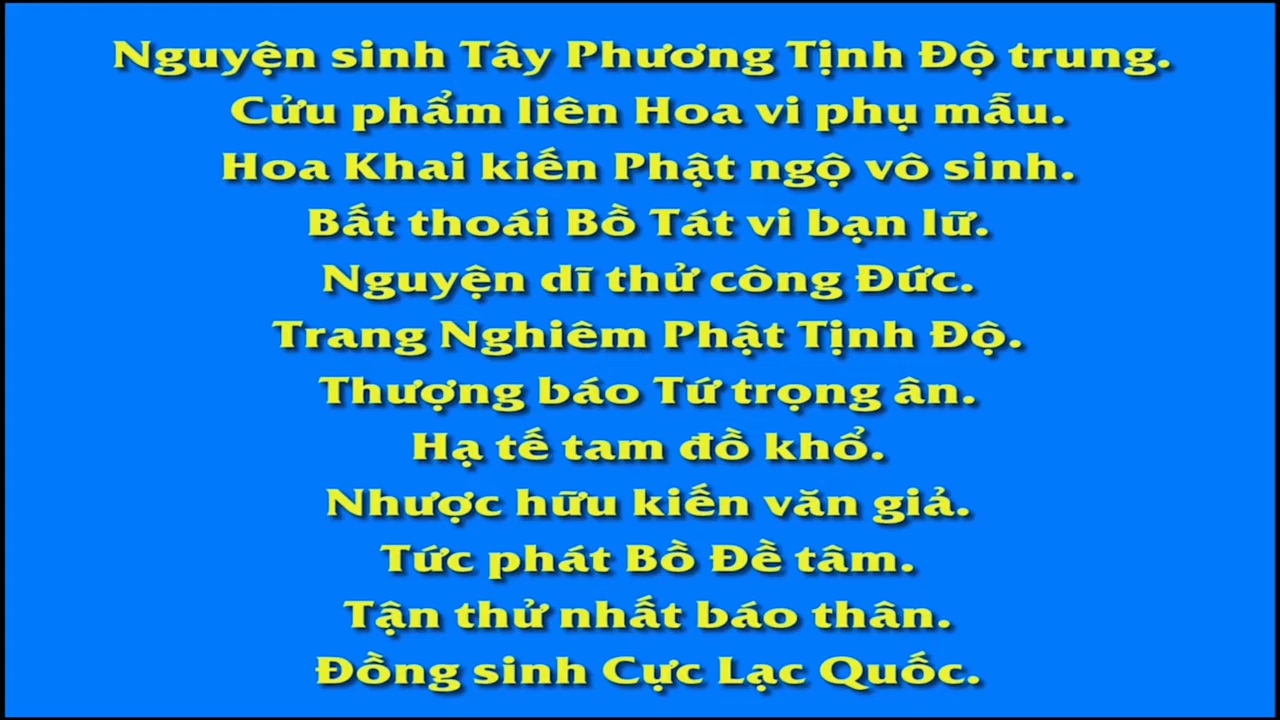 Nguyện sinh Tây Phương Tịnh Độ trung.
Cửu phẩm liên Hoa vi phụ mẫu.
Hoa Khai kiến Phật ngộ vô sinh.
Bất thoái Bồ Tát vi bạn lữ.
Nguyện dĩ thử công Đức.
Trang Nghiêm Phật Tịnh Độ.
Thượng báo Tứ trọng ân.
Hạ tế tam đồ khổ.
Nhược hữu kiến văn giả.
Tức phát Bồ Đề tâm.
Tận thử nhất báo thân.
Đồng sinh Cực Lạc Quốc.